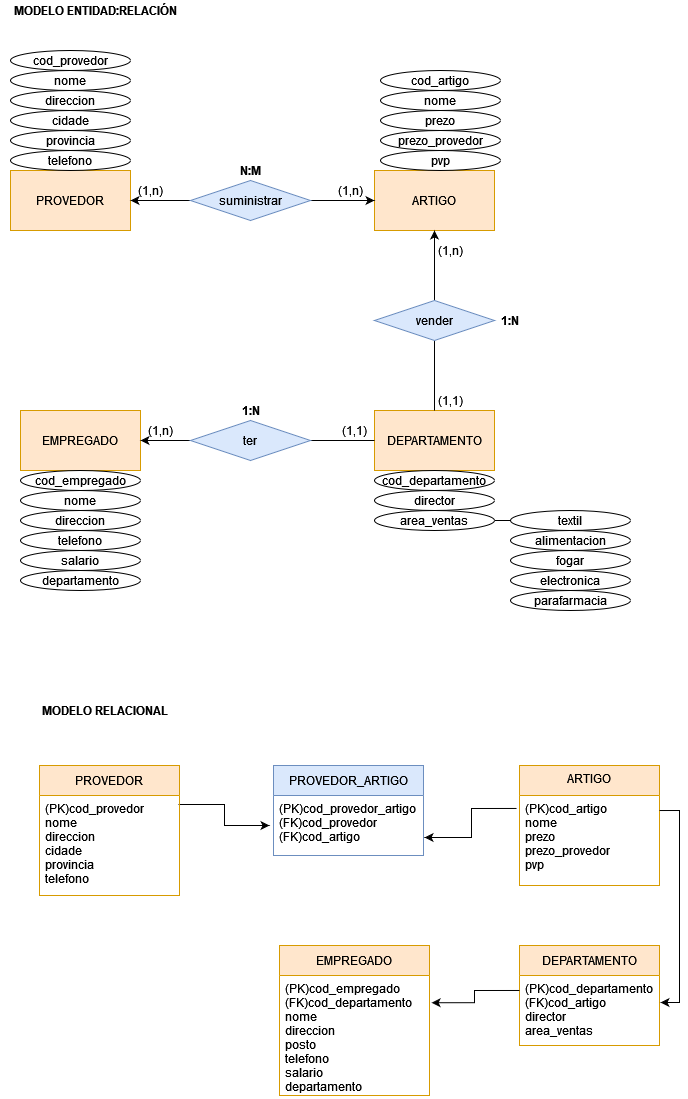 MODELO ENTIDAD:RELACIÓN
cod_provedor
nome
direccion
cidade
provincia
telefono
PROVEDOR
(1,n)
N:M
suministrar
(1,n)
cod_artigo
nome
prezo
prezo_provedor
pvp
ARTIGO
(1,n)
vender
1:N
(1,1)
EMPREGADO
(1,n)
1:N
ter
(1,1)
DEPARTAMENTO
cod_empregado
nome
direccion
telefono
salario
departamento
cod_departamento
director
area_ventas
textil
alimentacion
fogar
electronica
parafarmacia
MODELO RELACIONAL
PROVEDOR
(PK)cod_provedor
nome
direccion
cidade
provincia
telefono
PROVEDOR_ARTIGO
(PK)cod_provedor_artigo
(FK)cod_provedor
(FK)cod_artigo
ARTIGO
(PK)cod_artigo
nome
prezo
prezo_provedor
pvp
EMPREGADO
(PK)cod_empregado
(FK)cod_departamento
nome
direccion
posto
telefono
salario
departamento
DEPARTAMENTO
(PK)cod_departamento
(FK)cod_artigo
director
area_ventas